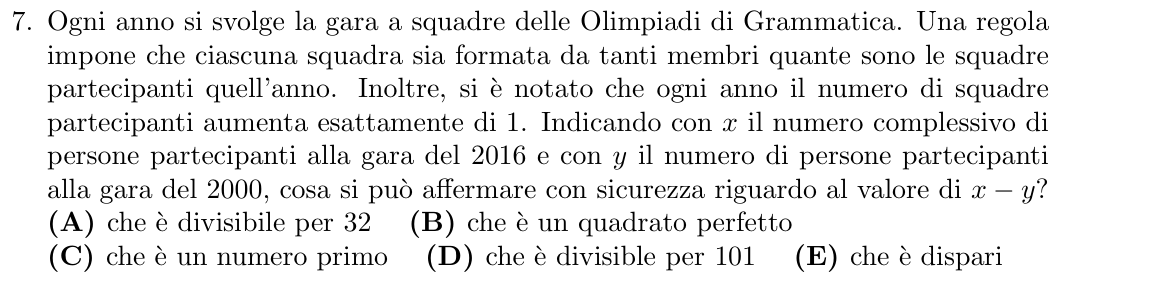 7. Ogni anno si svolge la gara a squadre delle Olimpiadi di Grammatica. Una regola
impone che ciascuna squadra sia formata da tanti membri quante sono le squadre
partecipanti quell'anno. Inoltre, si è notato che ogni anno il numero di squadre
partecipanti aumenta esattamente di 1. Indicando con x il numero complessivo di
persone partecipanti alla gara del 2016 e con y il numero di persone partecipanti
alla gara del 2000, cosa si può affermare con sicurezza riguardo al valore di x − y?
(A) che è divisibile per 32 (B) che è un quadrato perfetto
(C) che è un numero primo (D) che è divisible per 101 (E) che è dispari